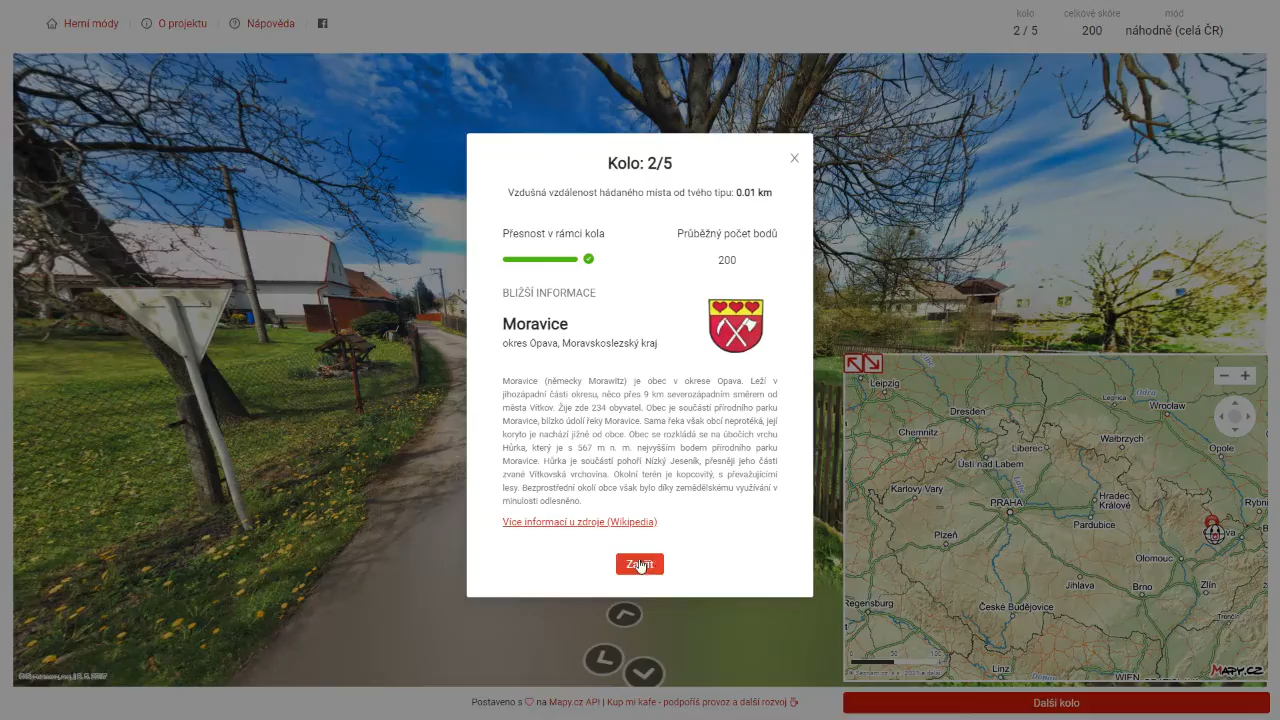 Herní módy
O projektu
Nápověda
kolo
2 / 5
celkové skóre
200
mód
náhodně (celá ČR)
Kolo: 2/5
Vzdušná vzdálenost hádaného místa od tvého tipu: 0.01 km
Přesnost v rámci kola
Průběžný počet bodů
200
BLIŽŠÍ INFORMACE
Moravice
okres Opava, Moravskoslezský kraj
Moravice (německy Morawitz) je obec v okrese Opava. Leží v
jihozápadní části okresu, něco přes 9 km severozápadním směrem od
města Vítkov. Žije zde 234 obyvatel. Obec je součástí přírodního parku
Moravice, blízko údolí řeky Moravice. Sama řeka však obcí neprotéká, její
koryto je nachází jižně od obce. Obec se rozkládá se na úbočích vrchu
Hůrka, který je s 567 m n. m. nejvyšším bodem přírodního parku
Moravice. Hůrka je součástí pohoří Nízký Jeseník, přesněji jeho části
zvané Vítkovská vrchovina. Okolní terén je kopcovitý, s převažujícími
lesy. Bezprostřední okolí obce však bylo díky zemědělskému využívání v
minulosti odlesněno.
Více informací u zdroje (Wikipedia)
Leipzig
Dresden
Legnica
Odra
Wrocław
Chemnitz
Liberec
Wałbrzych
Opole
Ústí nad Labem
Labe
Karlovy Vary
PRAHA
Hradec
Králové
Rybni
Plzeň
Pardubice
va
Olomouc
Jihlava
Brno
Zlín
Regensburg
České Budějovice
Trenčín
0 50 100
Linz
WIEN
MAPY.CZ
Postaveno s na Mapy.cz API | Kup mi kafe - podpoříš provoz a další rozvoj
Další kolo